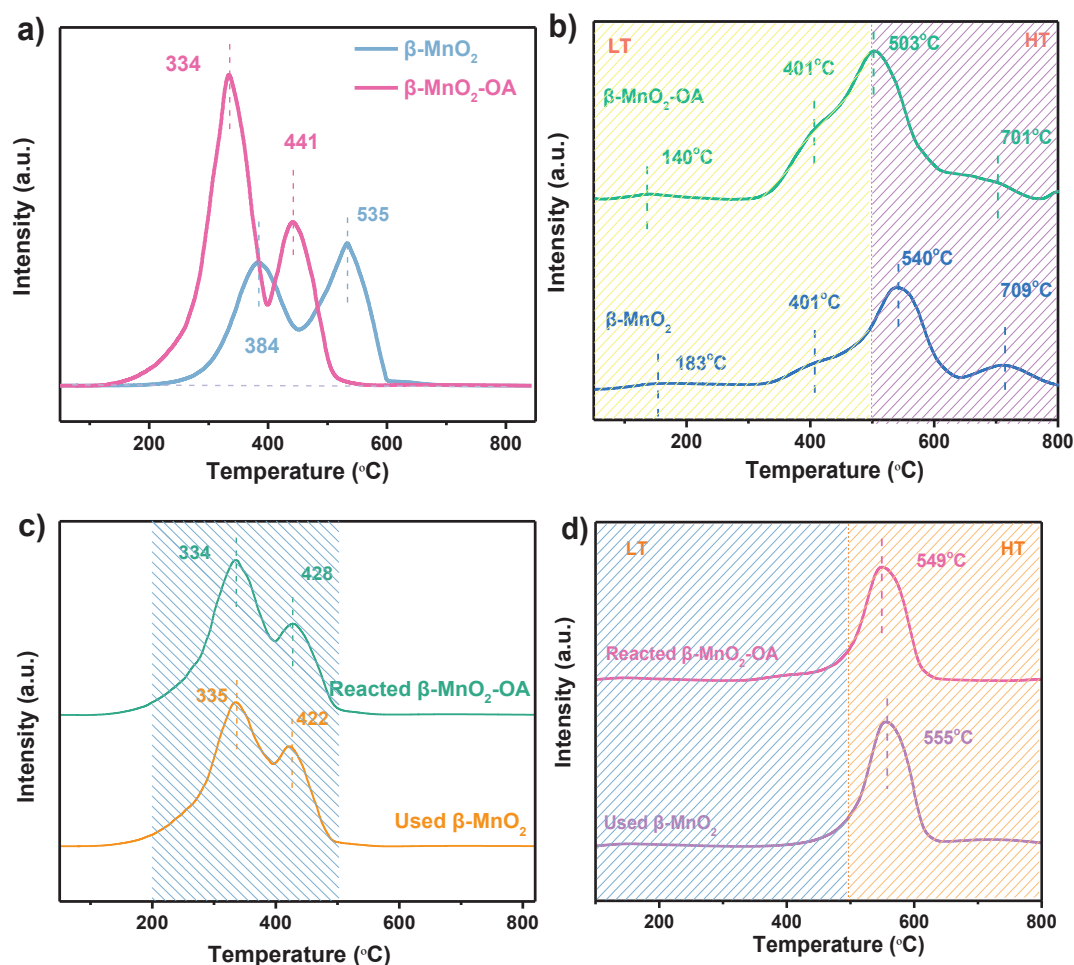 a)
β-MnO₂
β-MnO₂-OA
334
441
535
384
Intensity (a.u.)
200
400
600
800
Temperature (°C)
b)
LT
HT
503°C
401°C
β-MnO₂-OA
140°C
701°C
540°C
401°C
709°C
β-MnO₂
183°C
Intensity (a.u.)
200
400
600
800
Temperature (°C)
c)
334
428
Reacted β-MnO₂-OA
335
422
Used β-MnO₂
Intensity (a.u.)
200
400
600
800
Temperature (°C)
d)
LT
HT
549°C
Reacted β-MnO₂-OA
555°C
Used β-MnO₂
Intensity (a.u.)
200
400
600
800
Temperature (°C)